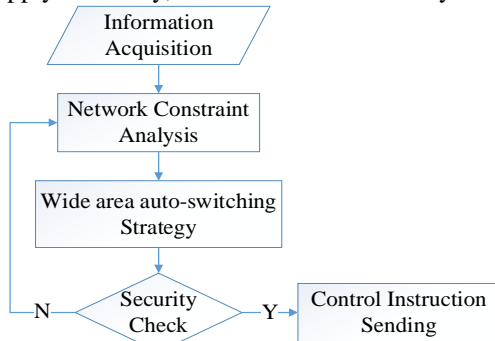 Information
Acquisition
Network Constraint
Analysis
Wide area auto-switching
Strategy
N
Security
Check
Y
Control Instruction
Sending